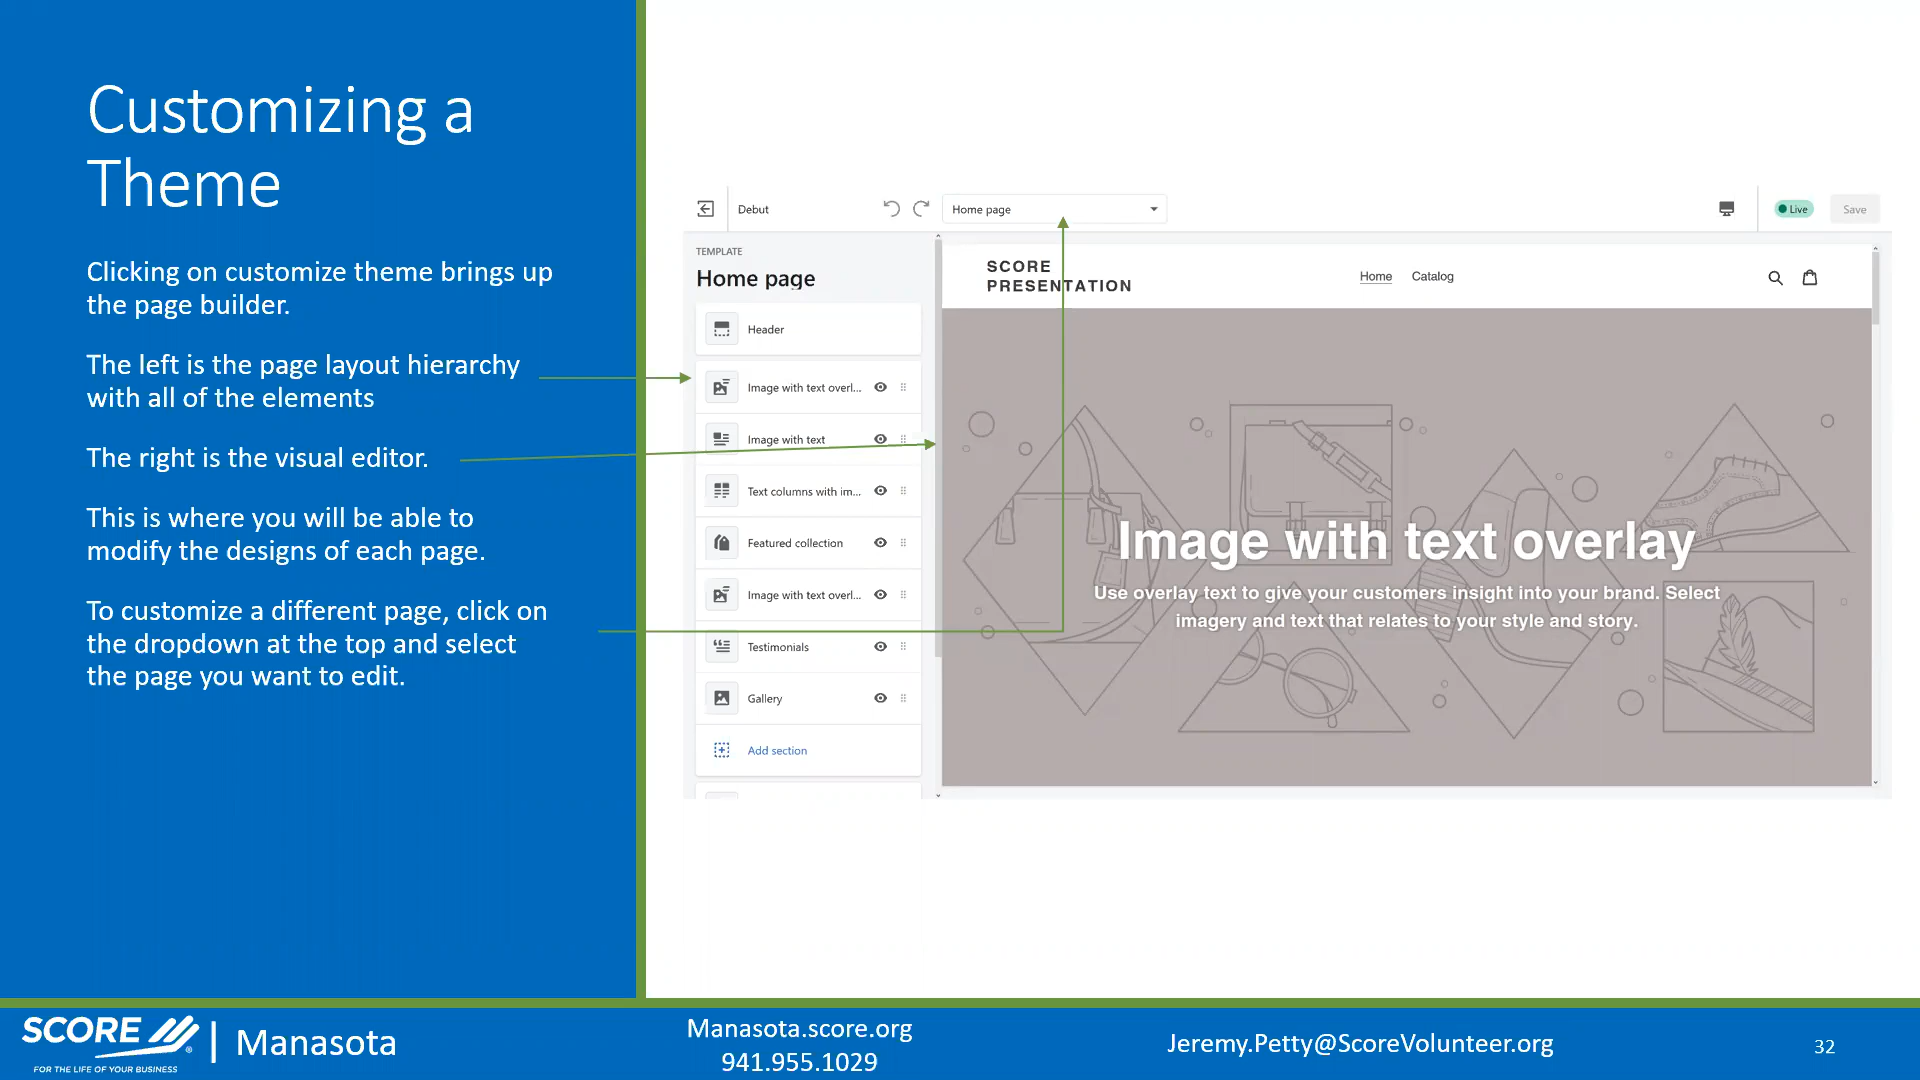 Customizing a
Theme
Clicking on customize theme brings up
the page builder.
The left is the page layout hierarchy
with all of the elements
The right is the visual editor.
This is where you will be able to
modify the designs of each page.
To customize a different page, click on
the dropdown at the top and select
the page you want to edit.
Debut
Home page
Live
Save
TEMPLATE
Home page
Header
Image with text overl...
Image with text
Text columns with im...
Featured collection
Image with text overl...
Testimonials
Gallery
Add section
SCORE
PRESENTATION
Home Catalog
Image with text overlay
Use overlay text to give your customers insight into your brand. Select
imagery and text that relates to your style and story.
SCORE ® | Manasota
FOR THE LIFE OF YOUR BUSINESS
Manasota.score.org
941.955.1029
Jeremy.Petty@ScoreVolunteer.org
32